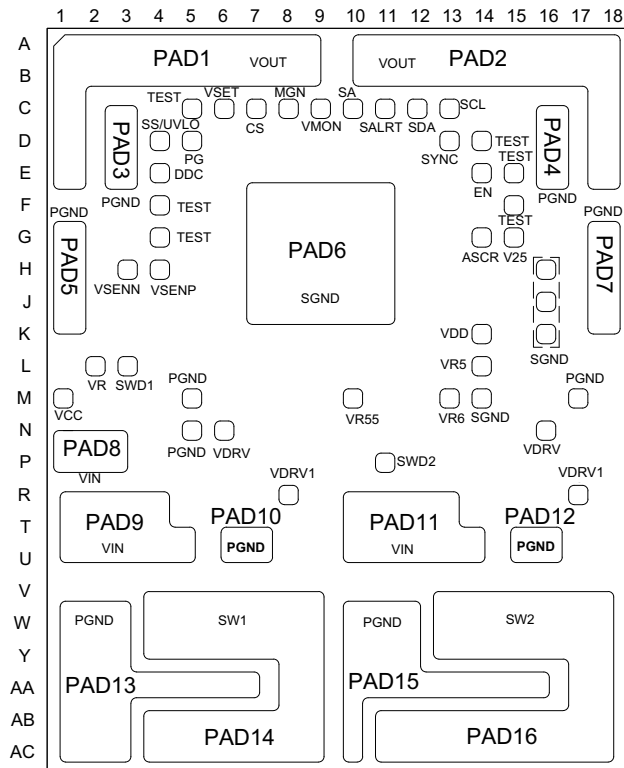 1 2 3 4 5 6 7 8 9 10 11 12 13 14 15 16 17 18
A
PAD1 VOUT VOUT PAD2
B
TEST VSET MGN SA
C
CS VMON SALRT SDA SCL
SS/UVLO
PAD3
PAD4
D
PG SYNC TEST
TEST
E
DDC EN
PGND PGND PGND PGND
F
TEST TEST
G
TEST
PAD5
PAD6
PAD7
ASCR V25
H
VSENN VSENP
SGND
J
K
VDD
SGND
L
VR SWD1 PGND VR5 PGND
M
VCC VR55 VR6 SGND
N
PGND VDRV VDRV
PAD8
P
SWD2
VIN VDRV1 VDRV1
R
PAD9 PAD10 PAD11 PAD12
T
VIN PGND VIN PGND
U
V
W
PGND SW1 PGND SW2
Y
AA
PAD13 PAD15
AB
PAD14 PAD16
AC